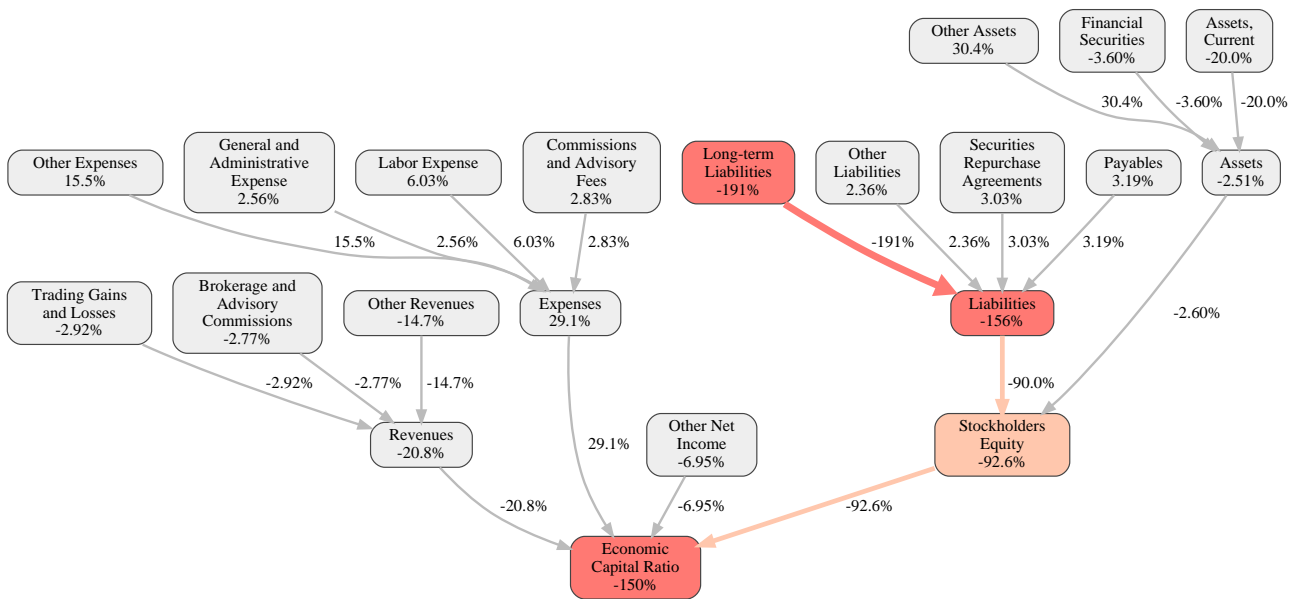 Other Assets
30.4%
Financial
Securities
-3.60%
Assets,
Current
-20.0%
30.4%
-3.60%
-20.0%
Other Expenses
15.5%
General and
Administrative
Expense
2.56%
Labor Expense
6.03%
Commissions
and Advisory
Fees
2.83%
Long-term
Liabilities
-191%
Other
Liabilities
2.36%
Securities
Repurchase
Agreements
3.03%
Payables
3.19%
Assets
-2.51%
15.5%
2.56%
6.03%
2.83%
-191%
2.36%
3.03%
3.19%
Trading Gains
and Losses
-2.92%
Brokerage and
Advisory
Commissions
-2.77%
Other Revenues
-14.7%
Expenses
29.1%
Liabilities
-156%
-2.60%
-2.92%
-2.77%
-14.7%
-90.0%
Revenues
-20.8%
29.1%
Other Net
Income
-6.95%
Stockholders
Equity
-92.6%
-20.8%
-6.95%
-92.6%
Economic
Capital Ratio
-150%